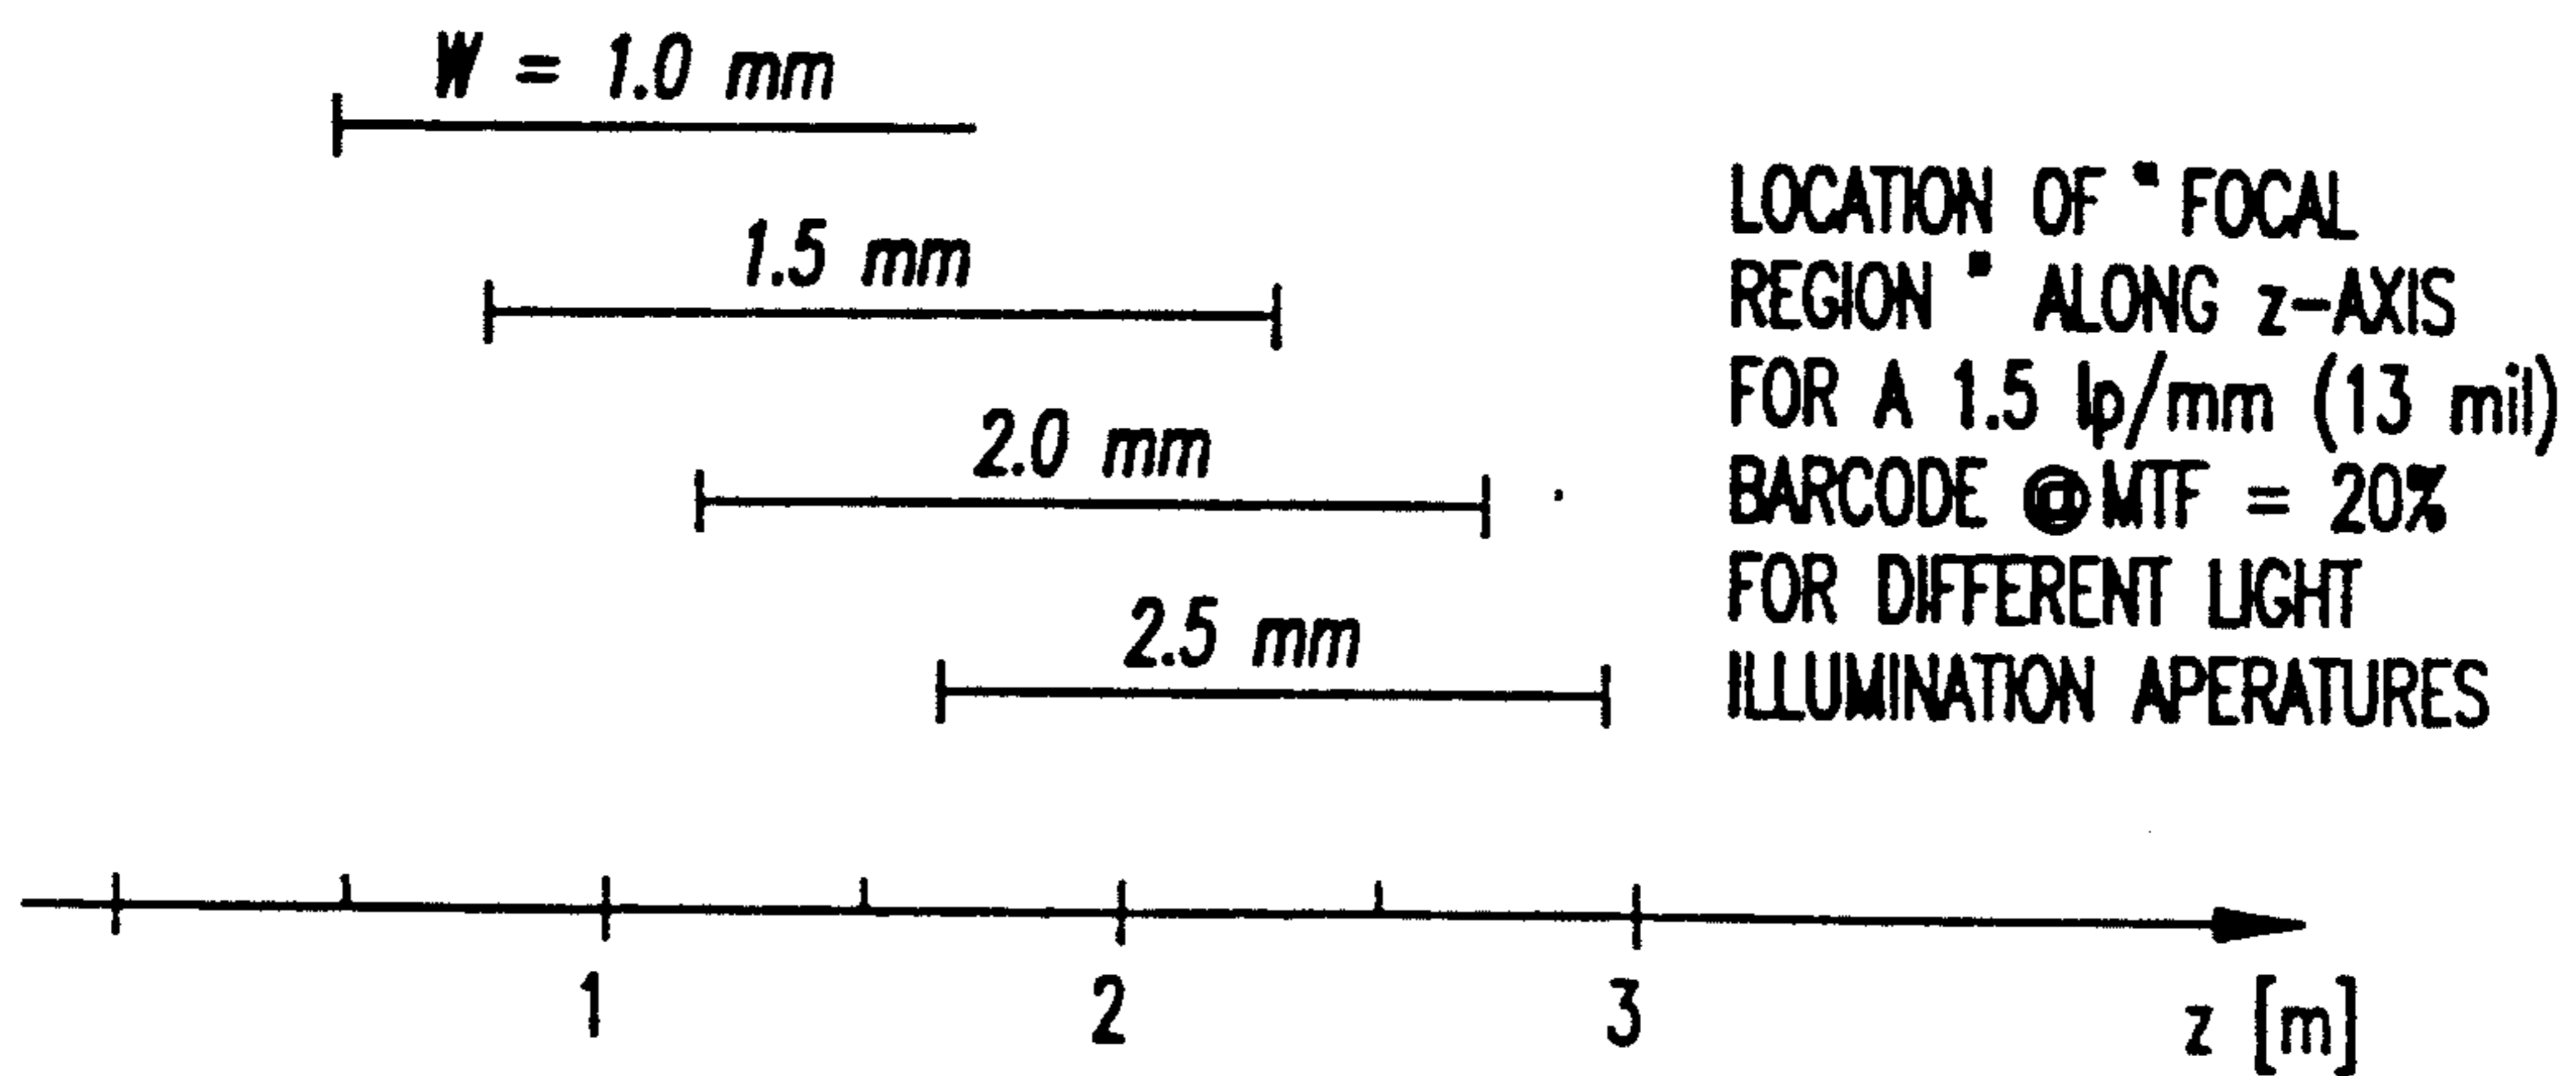 W = 1.0 mm
1.5 mm
2.0 mm
2.5 mm
LOCATION OF " FOCAL
REGION " ALONG z-AXIS
FOR A 1.5 lp/mm (13 mil)
BARCODE @ MTF = 20%
FOR DIFFERENT LIGHT
ILLUMINATION APERATURES
1 2 3 z [m]